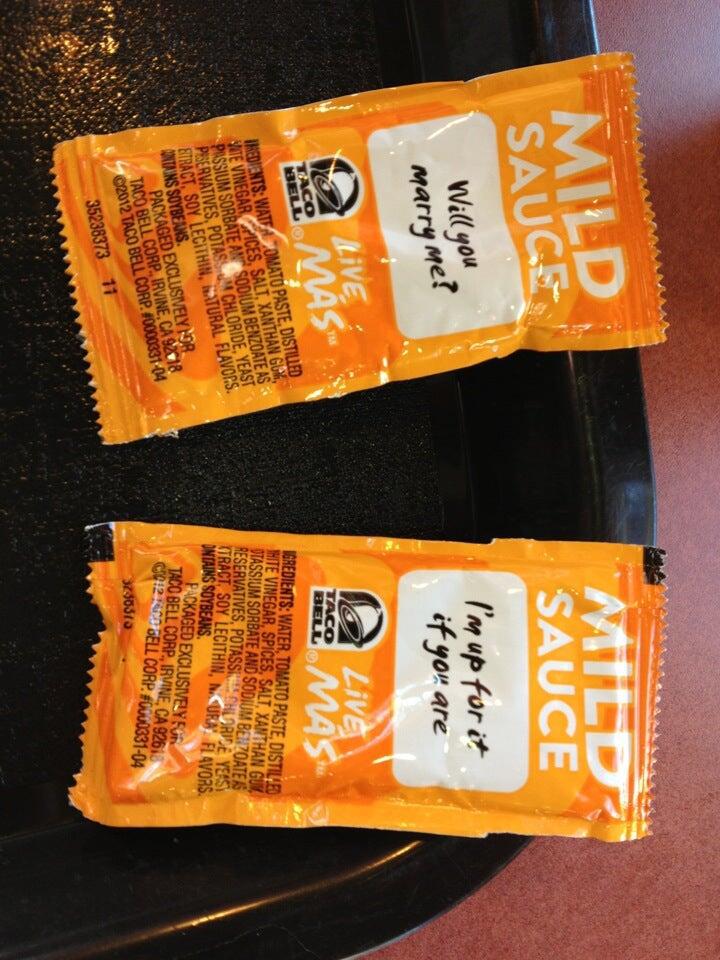 MILD
SAUCE
Will you
marry me?
LIVE
MÁS™
TACO
BELL®
INGREDIENTS: WATER, TOMATO PASTE, DISTILLED
WHITE VINEGAR, SPICES, SALT, XANTHAN GUM,
POTASSIUM SORBATE AND SODIUM BENZOATE AS
PRESERVATIVES, POTASSIUM CHLORIDE, YEAST
EXTRACT, SOY LECITHIN, NATURAL FLAVORS.
CONTAINS SOYBEANS.
PACKAGED EXCLUSIVELY FOR
TACO BELL CORP., IRVINE, CA 92618
©2012 TACO BELL CORP. #0000331-04
35238373 11
MILD
SAUCE
I'm up for it
if you are
LIVE
MÁS™
TACO
BELL®
INGREDIENTS: WATER, TOMATO PASTE, DISTILLED
WHITE VINEGAR, SPICES, SALT, XANTHAN GUM,
POTASSIUM SORBATE AND SODIUM BENZOATE AS
PRESERVATIVES, POTASSIUM CHLORIDE, YEAST
EXTRACT, SOY LECITHIN, NATURAL FLAVORS.
CONTAINS SOYBEANS.
PACKAGED EXCLUSIVELY FOR
TACO BELL CORP., IRVINE, CA 92618
©2012 TACO BELL CORP. #0000331-04